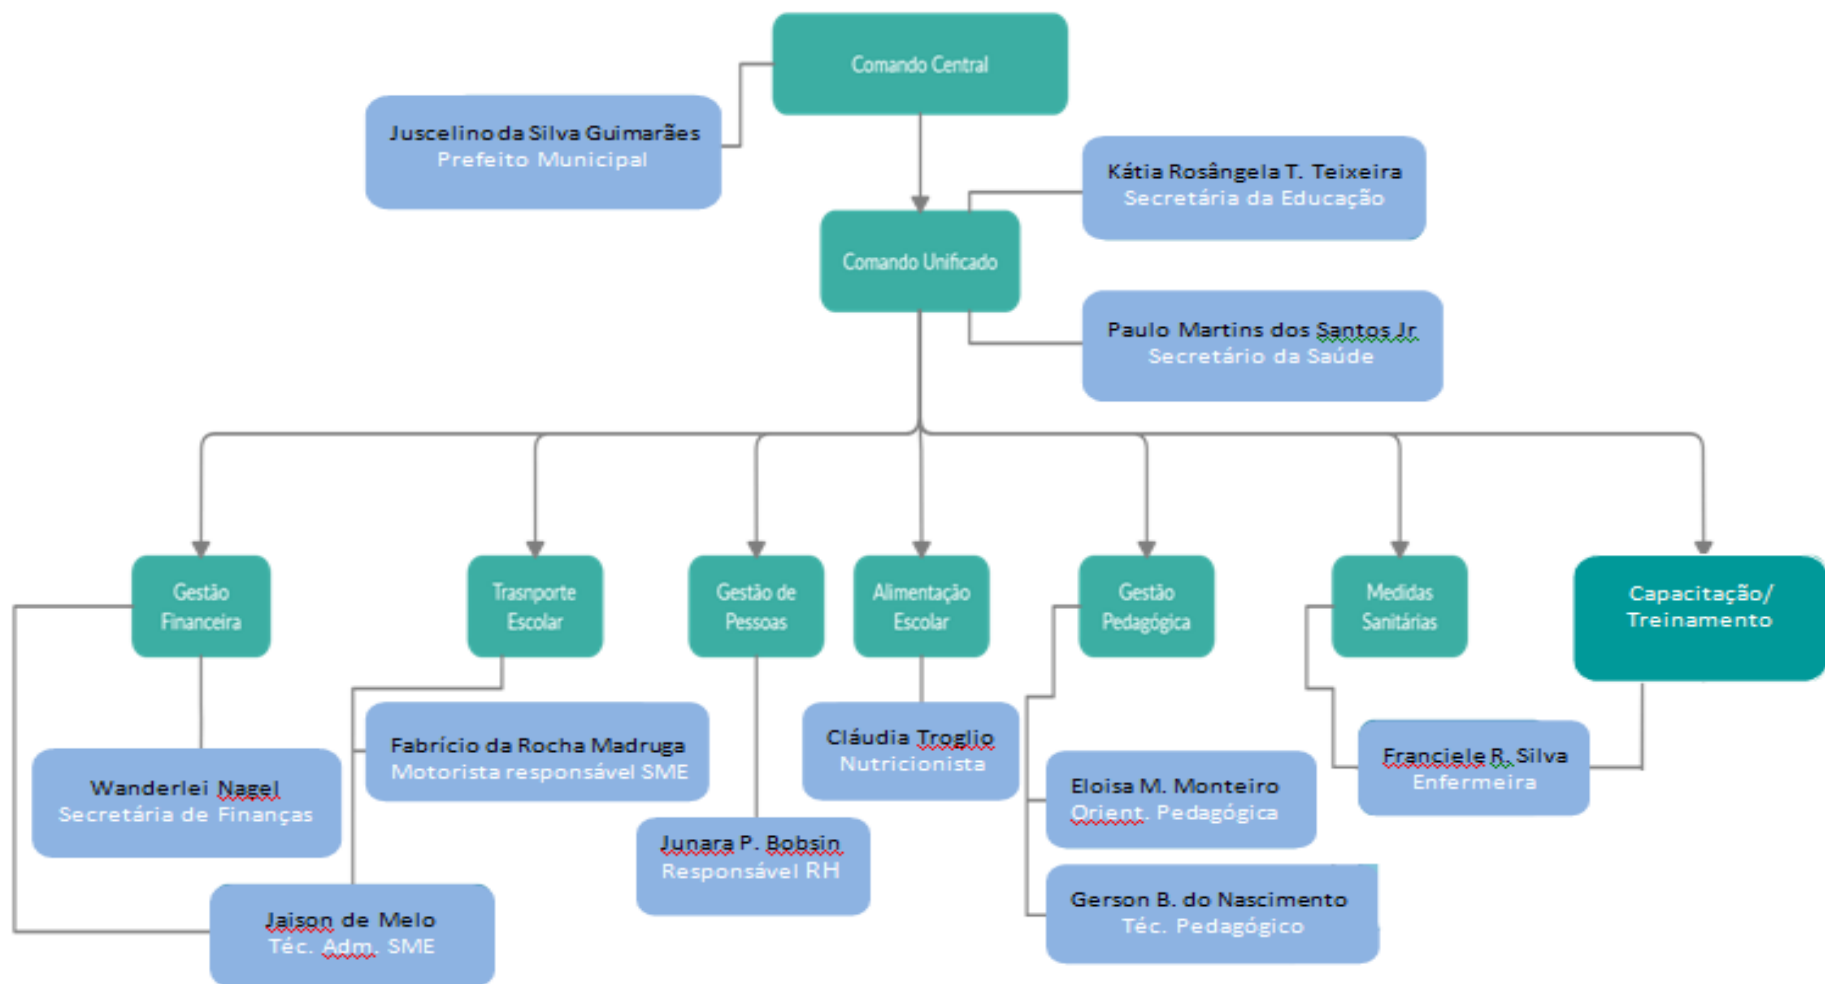 Comando Central
Juscelino da Silva Guimarães
Prefeito Municipal
Kátia Rosângela T. Teixeira
Secretária da Educação
Comando Unificado
Paulo Martins dos Santos Jr.
Secretário da Saúde
Gestão
Financeira
Trasnporte
Escolar
Gestão de
Pessoas
Alimentação
Escolar
Gestão
Pedagógica
Medidas
Sanitárias
Capacitação/
Treinamento
Wanderlei Nagel
Secretária de Finanças
Fabrício da Rocha Madruga
Motorista responsável SME
Jaison de Melo
Téc. Adm. SME
Junara P. Bobsin
Responsável RH
Cláudia Troglio
Nutricionista
Eloisa M. Monteiro
Orient. Pedagógica
Gerson B. do Nascimento
Téc. Pedagógico
Franciele R. Silva
Enfermeira